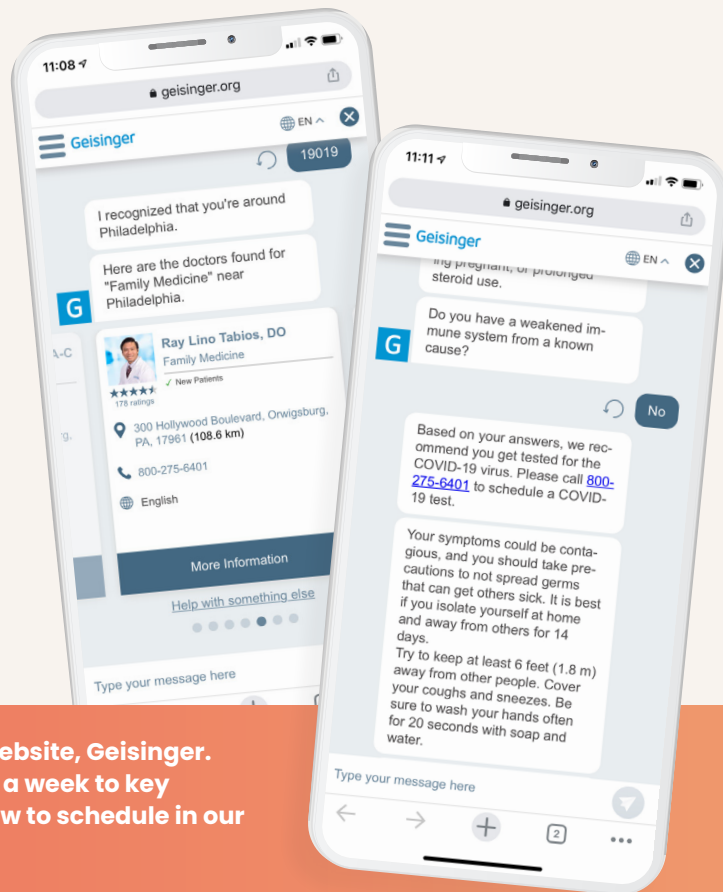 11:08
geisinger.org
Geisinger
EN
19019
I recognized that you're around
Philadelphia.
Here are the doctors found for
"Family Medicine" near
Philadelphia.
G
A-C
Ray Lino Tabios, DO
Family Medicine
✓ New Patients
178 ratings
300 Hollywood Boulevard, Orwigsburg,
PA, 17961 (108.6 km)
800-275-6401
English
More Information
Help with something else
Type your message here
11:11
geisinger.org
Geisinger
EN
ing pregnant, or prolonged
steroid use.
Do you have a weakened im-
mune system from a known
cause?
G
No
Based on your answers, we rec-
ommend you get tested for the
COVID-19 virus. Please call 800-
275-6401 to schedule a COVID-
19 test.
Your symptoms could be conta-
gious, and you should take pre-
cautions to not spread germs
that can get others sick. It is best
if you isolate yourself at home
and away from others for 14
days.
Try to keep at least 6 feet (1.8 m)
away from other people. Cover
your coughs and sneezes. Be
sure to wash your hands often
for 20 seconds with soap and
water.
Type your message here
2
ebsite, Geisinger.
a week to key
w to schedule in our